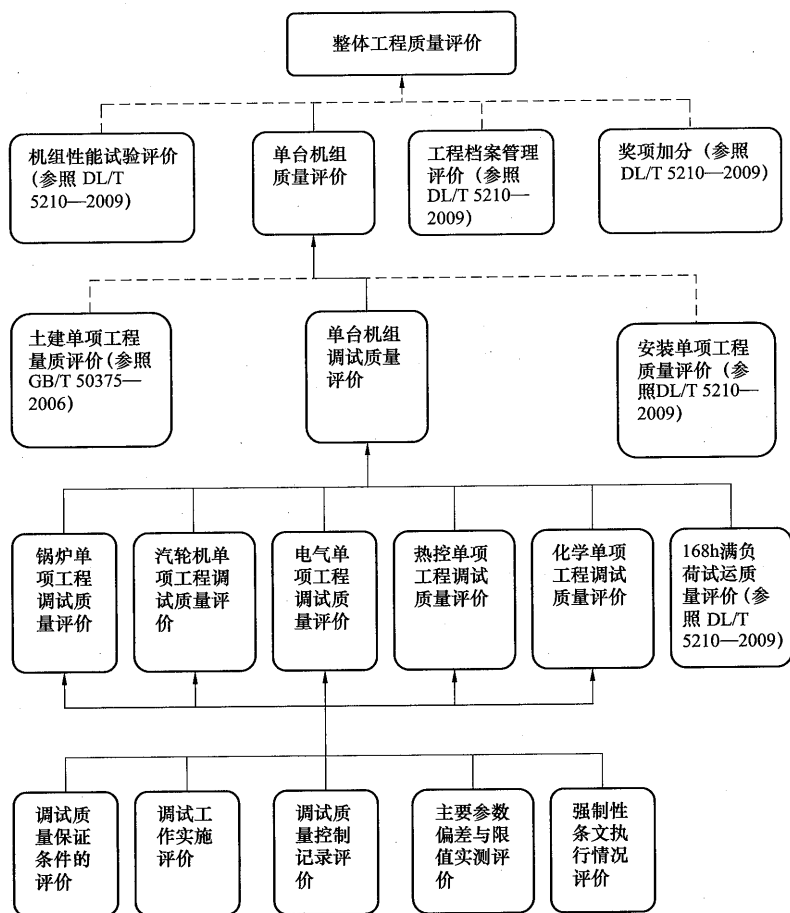 整体工程质量评价
机组性能试验评价
(参照 DL/T
5210—2009)
单台机组
质量评价
工程档案管理
评价 (参照
DL/T 5210—
2009)
奖项加分 (参照
DL/T 5210—2009)
土建单项工程
量质评价(参照
GB/T 50375—
2006)
单台机组
调试质量
评价
安装单项工程
质量评价 (参
照DL/T 5210—
2009)
锅炉单
项工程
调试质
量评价
汽轮机单
项工程调
试质量评
价
电气单
项工程
调试质
量评价
热控单项
工程调试
质量评价
化学单项
工程调试
质量评价
168h满负
荷试运质
量评价(参
照 DL/T
5210—2009)
调试质
量保证
条件的
评价
调试工
作实施
评价
调试质
量控制
记录评
价
主要参数
偏差与限
值实测评
价
强制性
条文执
行情况
评价